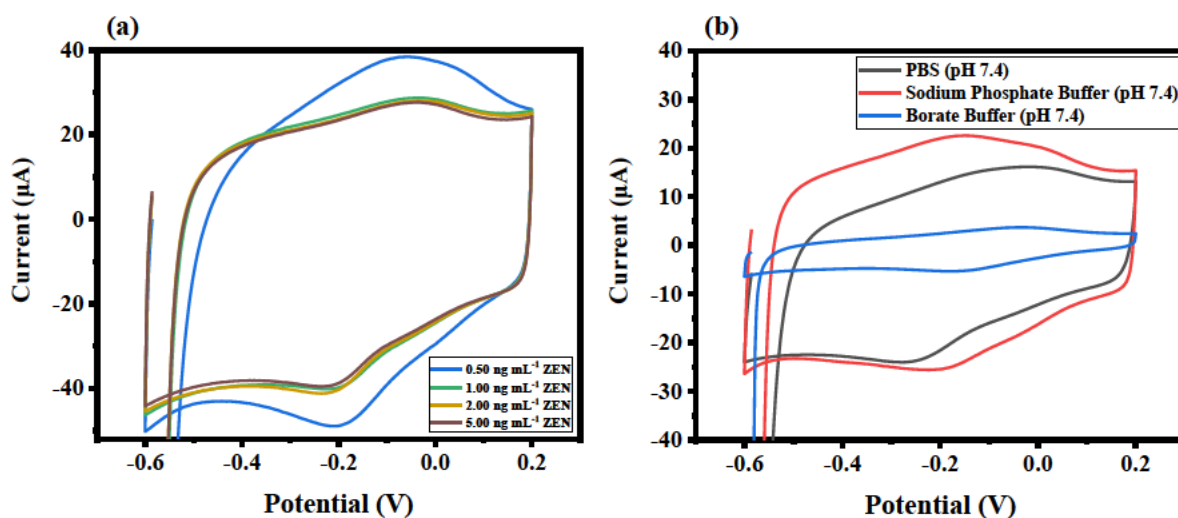 (a)
40
20
0
-20
-40
-0.6 -0.4 -0.2 0.0 0.2
Current (µA)
Potential (V)
0.50 ng mL⁻¹ ZEN
1.00 ng mL⁻¹ ZEN
2.00 ng mL⁻¹ ZEN
5.00 ng mL⁻¹ ZEN
(b)
40
30
20
10
0
-10
-20
-30
-40
-0.6 -0.4 -0.2 0.0 0.2
Current (µA)
Potential (V)
PBS (pH 7.4)
Sodium Phosphate Buffer (pH 7.4)
Borate Buffer (pH 7.4)